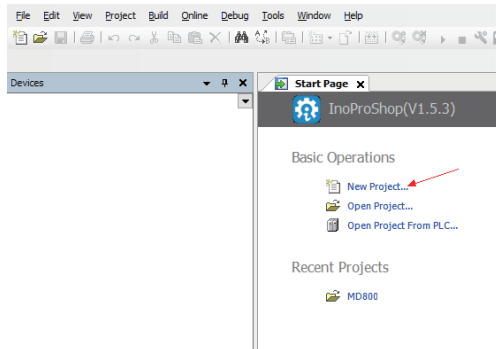 File Edit View Project Build Online Debug Tools Window Help
Devices
Start Page
InoProShop(V1.5.3)
Basic Operations
New Project...
Open Project...
Open Project From PLC...
Recent Projects
MD800